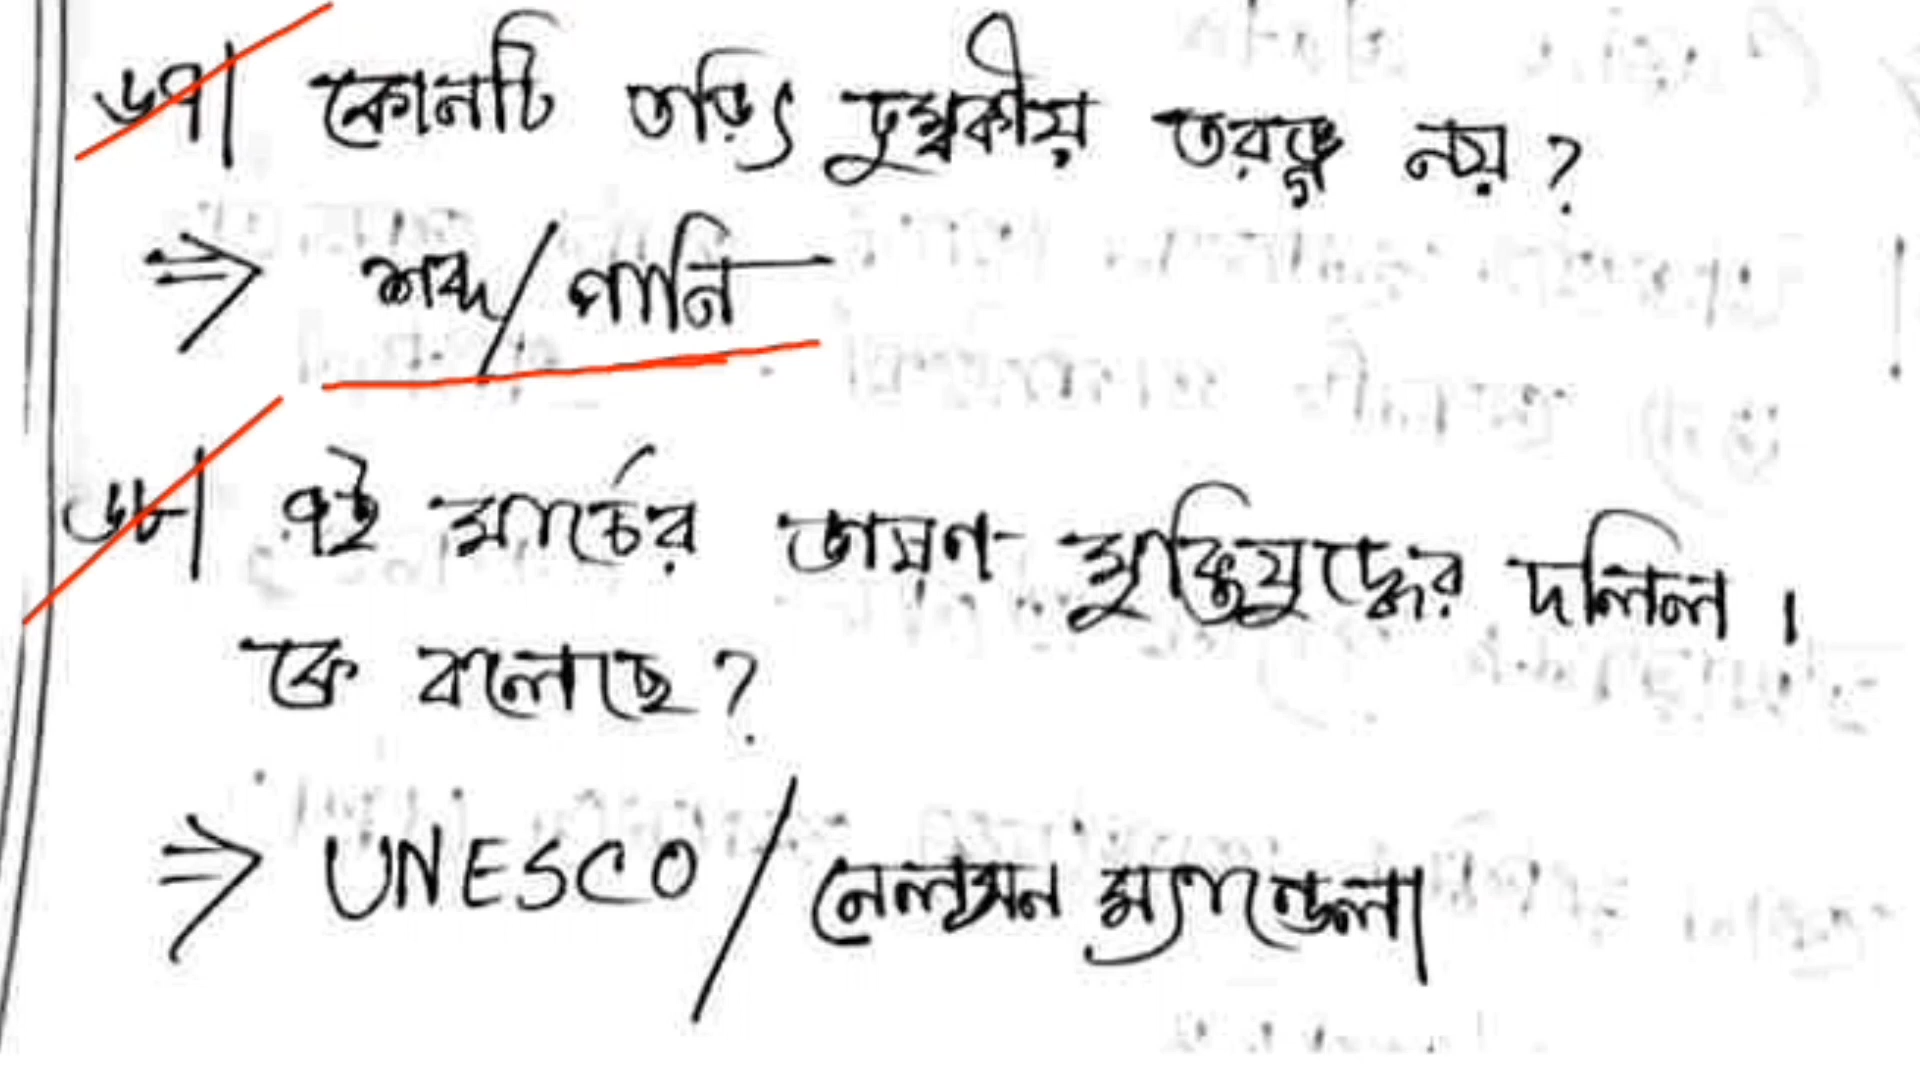 ৬৭। কোনটি তড়িৎ চুম্বকীয় তরঙ্গ নয়?
⇒ শব্দ/পানি
৬৮। ৭ই মার্চের ভাষণ মুক্তিযুদ্ধের দলিল।
কে বলেছে?
⇒ UNESCO/নেলসন ম্যান্ডেলা